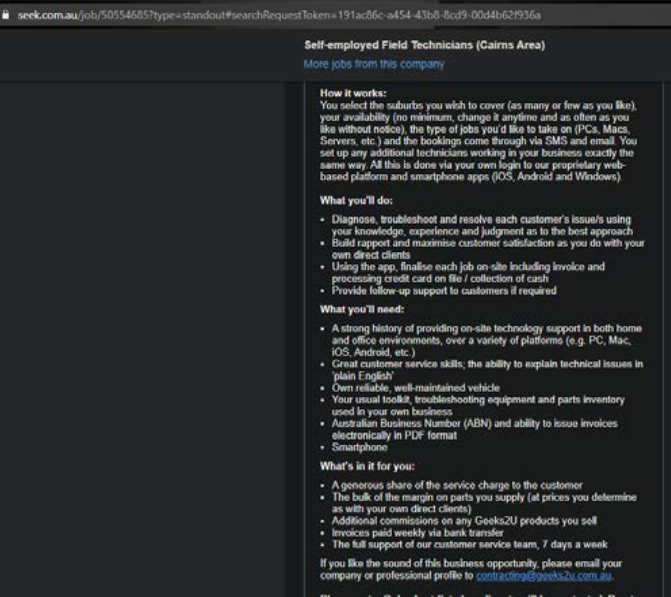 seek.com.au/job/50554685?type=standout#searchRequestToken=191ac86c-a454-43b8-8cd9-00d4b62f936a
Self-employed Field Technicians (Cairns Area)
More jobs from this company
How it works:
You select the suburbs you wish to cover (as many or few as you like),
your availability (no minimum, change it anytime and as often as you
like without notice), the type of jobs you'd like to take on (PCs, Macs,
Servers, etc.) and the bookings come through via SMS and email. You
set up any additional technicians working in your business exactly the
same way. All this is done via your own login to our proprietary web-
based platform and smartphone apps (iOS, Android and Windows).
What you'll do:
• Diagnose, troubleshoot and resolve each customer's issue/s using
your knowledge, experience and judgment as to the best approach
• Build rapport and maximise customer satisfaction as you do with your
own direct clients
• Using the app, finalise each job on-site including invoice and
processing credit card on file / collection of cash
• Provide follow-up support to customers if required
What you'll need:
• A strong history of providing on-site technology support in both home
and office environments, over a variety of platforms (e.g. PC, Mac,
iOS, Android, etc.)
• Great customer service skills; the ability to explain technical issues in
'plain English'
• Own reliable, well-maintained vehicle
• Your usual toolkit, troubleshooting equipment and parts inventory
used in your own business
• Australian Business Number (ABN) and ability to issue invoices
electronically in PDF format
• Smartphone
What's in it for you:
• A generous share of the service charge to the customer
• The bulk of the margin on parts you supply (at prices you determine
as with your own direct clients)
• Additional commissions on any Geeks2U products you sell
• Invoices paid weekly via bank transfer
• The full support of our customer service team, 7 days a week
If you like the sound of this business opportunity, please email your
company or professional profile to contracting@geeks2u.com.au.